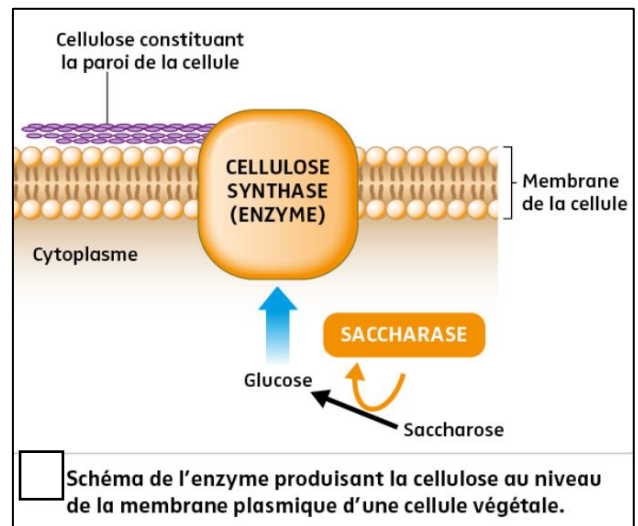 Cellulose constituant
la paroi de la cellule
CELLULOSE
SYNTHASE
(ENZYME)
Membrane
de la cellule
Cytoplasme
SACCHARASE
Glucose
Saccharose
Schéma de l'enzyme produisant la cellulose au niveau
de la membrane plasmique d'une cellule végétale.